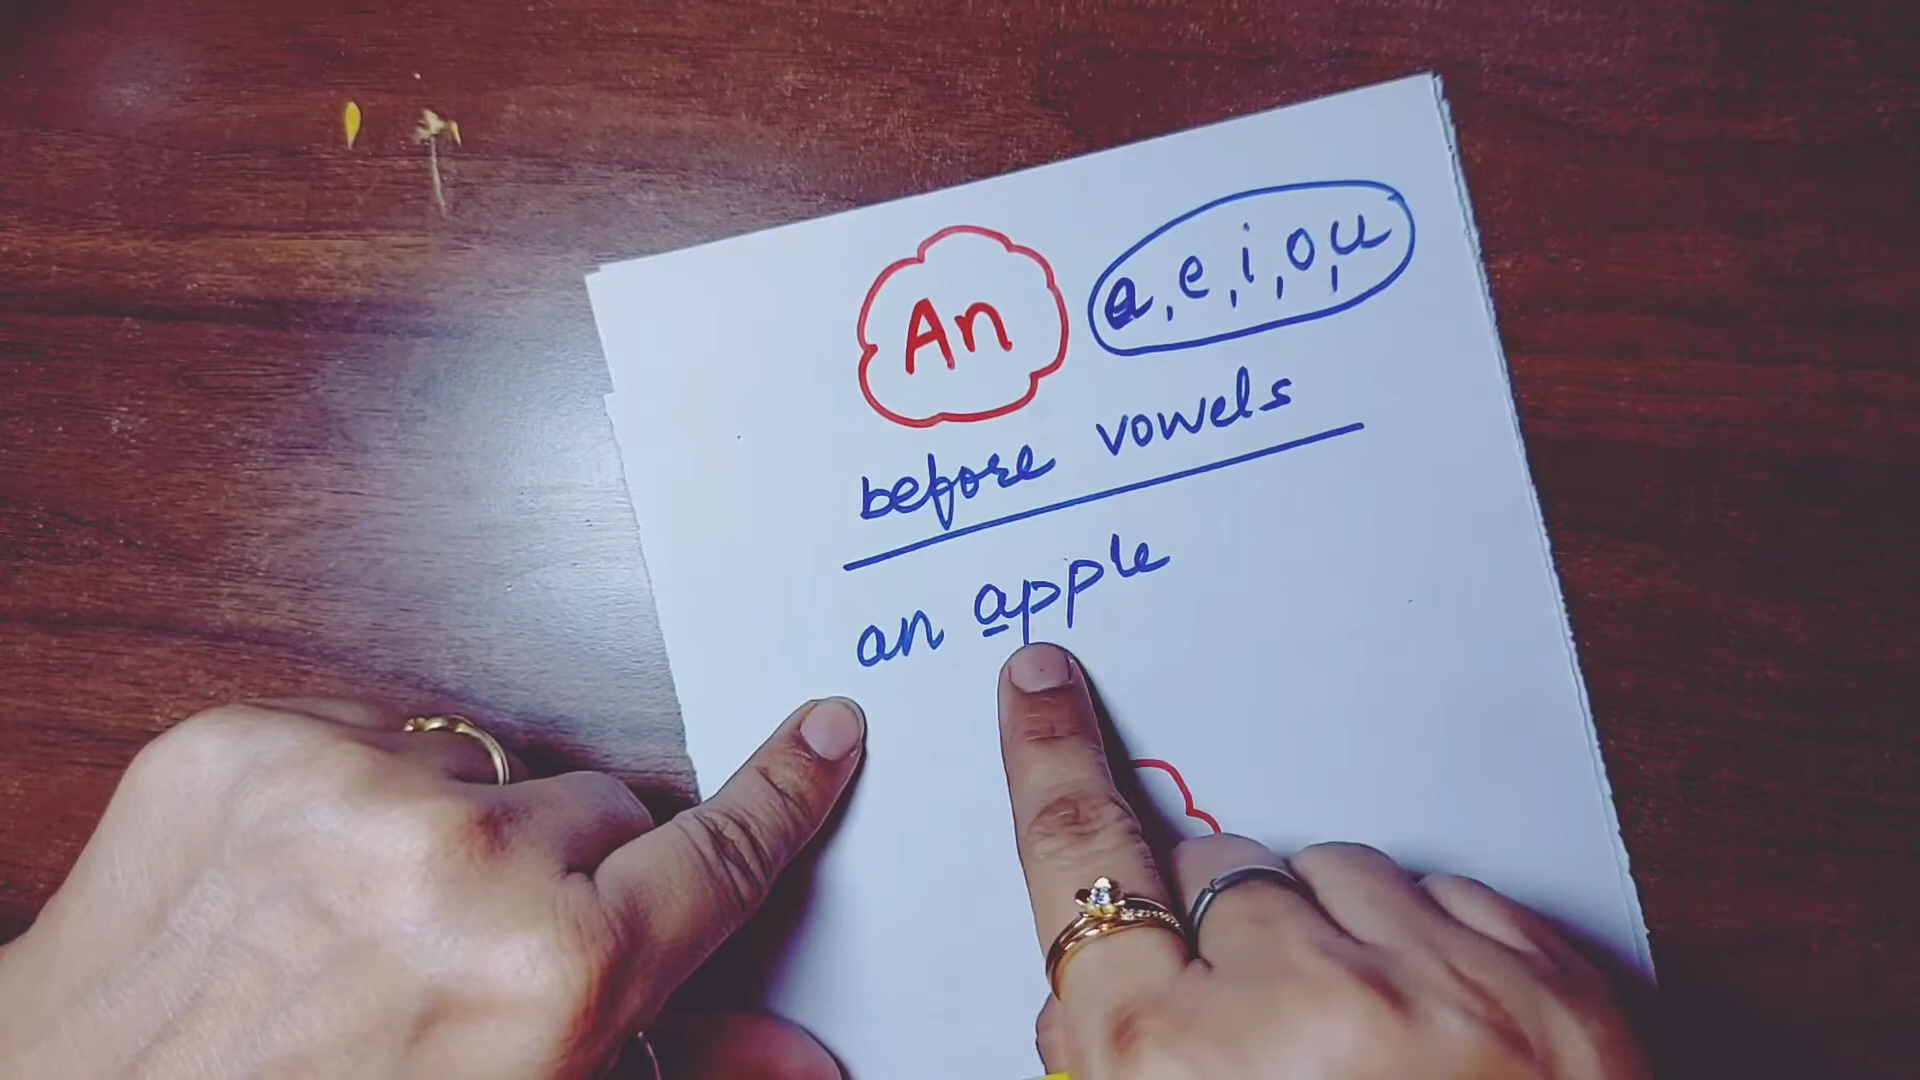 An a, e, i, o, u
before vowels
an apple